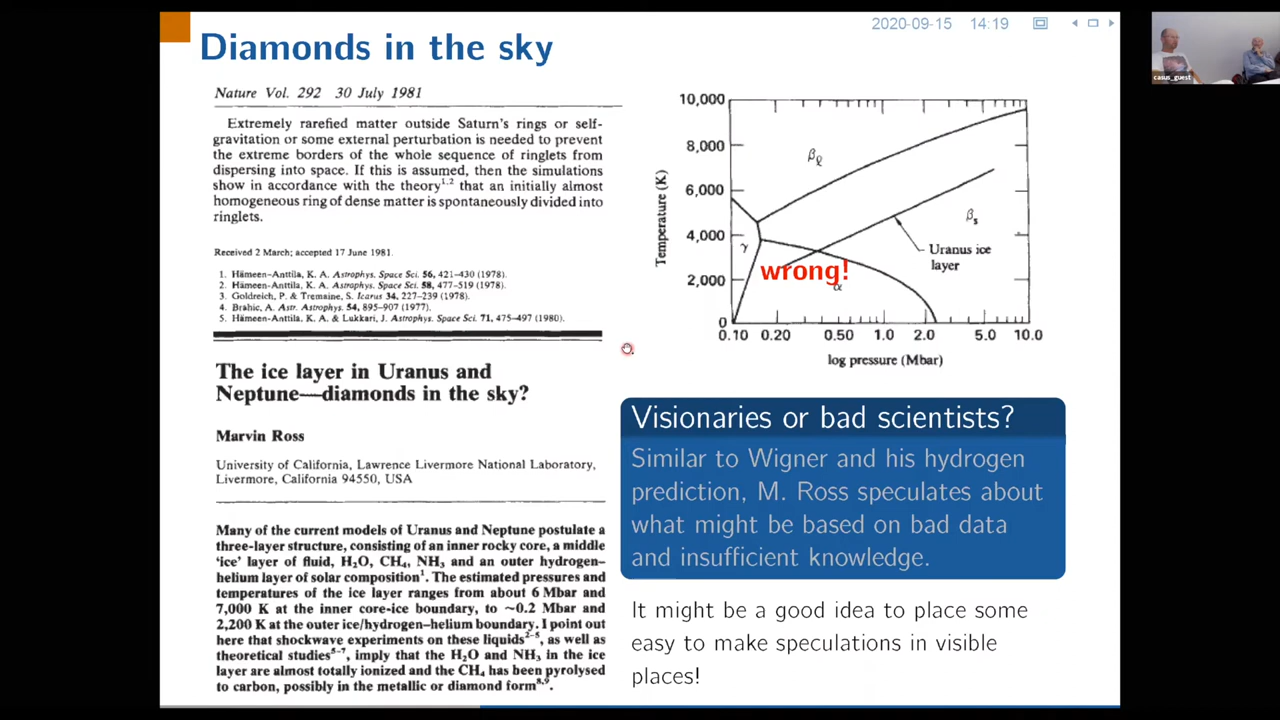 2020-09-15 14:19
Diamonds in the sky
casus_guest
Nature Vol. 292 30 July 1981
Extremely rarefied matter outside Saturn's rings or self-
gravitation or some external perturbation is needed to prevent
the extreme borders of the whole sequence of ringlets from
dispersing into space. If this is assumed, then the simulations
show in accordance with the theory1,2 that an initially almost
homogeneous ring of dense matter is spontaneously divided into
ringlets.
Received 2 March; accepted 17 June 1981.
1. Hämeen-Anttila, K. A. Astrophys. Space Sci. 56, 421-430 (1978).
2. Hämeen-Anttila, K. A. Astrophys. Space Sci. 58, 477-519 (1978).
3. Goldreich, P. & Tremaine, S. Icarus 34, 227-239 (1978).
4. Brahic, A. Astr. Astrophys. 54, 895-907 (1977).
5. Hämeen-Anttila, K. A. & Lukkari, J. Astrophys. Space Sci. 71, 475-497 (1980).
The ice layer in Uranus and
Neptune—diamonds in the sky?
Marvin Ross
University of California, Lawrence Livermore National Laboratory,
Livermore, California 94550, USA
Many of the current models of Uranus and Neptune postulate a
three-layer structure, consisting of an inner rocky core, a middle
'ice' layer of fluid, H₂O, CH₄, NH₃ and an outer hydrogen–
helium layer of solar composition¹. The estimated pressures and
temperatures of the ice layer ranges from about 6 Mbar and
7,000 K at the inner core-ice boundary, to ~0.2 Mbar and
2,200 K at the outer ice/hydrogen–helium boundary. I point out
here that shockwave experiments on these liquids²⁻⁵, as well as
theoretical studies⁵⁻⁷, imply that the H₂O and NH₃ in the ice
layer are almost totally ionized and the CH₄ has been pyrolysed
to carbon, possibly in the metallic or diamond form⁸,⁹.
10,000
8,000
6,000
4,000
2,000
0
Temperature (K)
βℓ
βs
γ
α
Uranus ice
layer
wrong!
0.10 0.20 0.50 1.0 2.0 5.0 10.0
log pressure (Mbar)
Visionaries or bad scientists?
Similar to Wigner and his hydrogen
prediction, M. Ross speculates about
what might be based on bad data
and insufficient knowledge.
It might be a good idea to place some
easy to make speculations in visible
places!